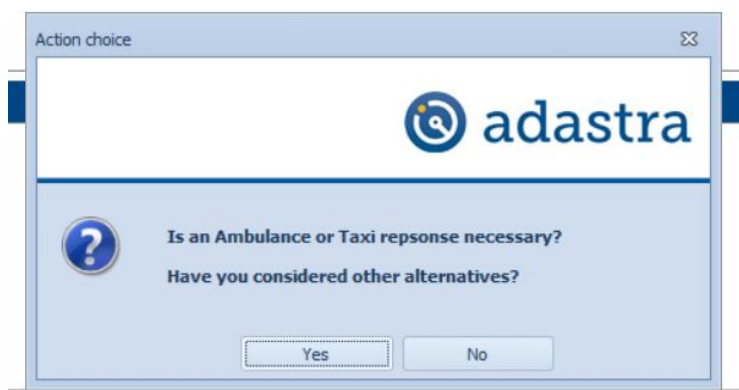 Action choice
adastra
Is an Ambulance or Taxi repsonse necessary?
Have you considered other alternatives?
Yes No